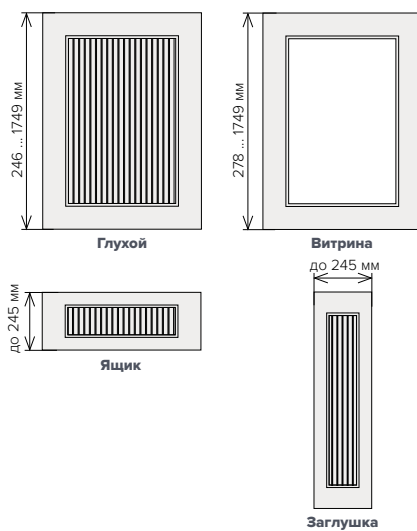 246 ... 1749 мм
278 ... 1749 мм
Глухой
Витрина
до 245 мм
до 245 мм
Ящик
Заглушка